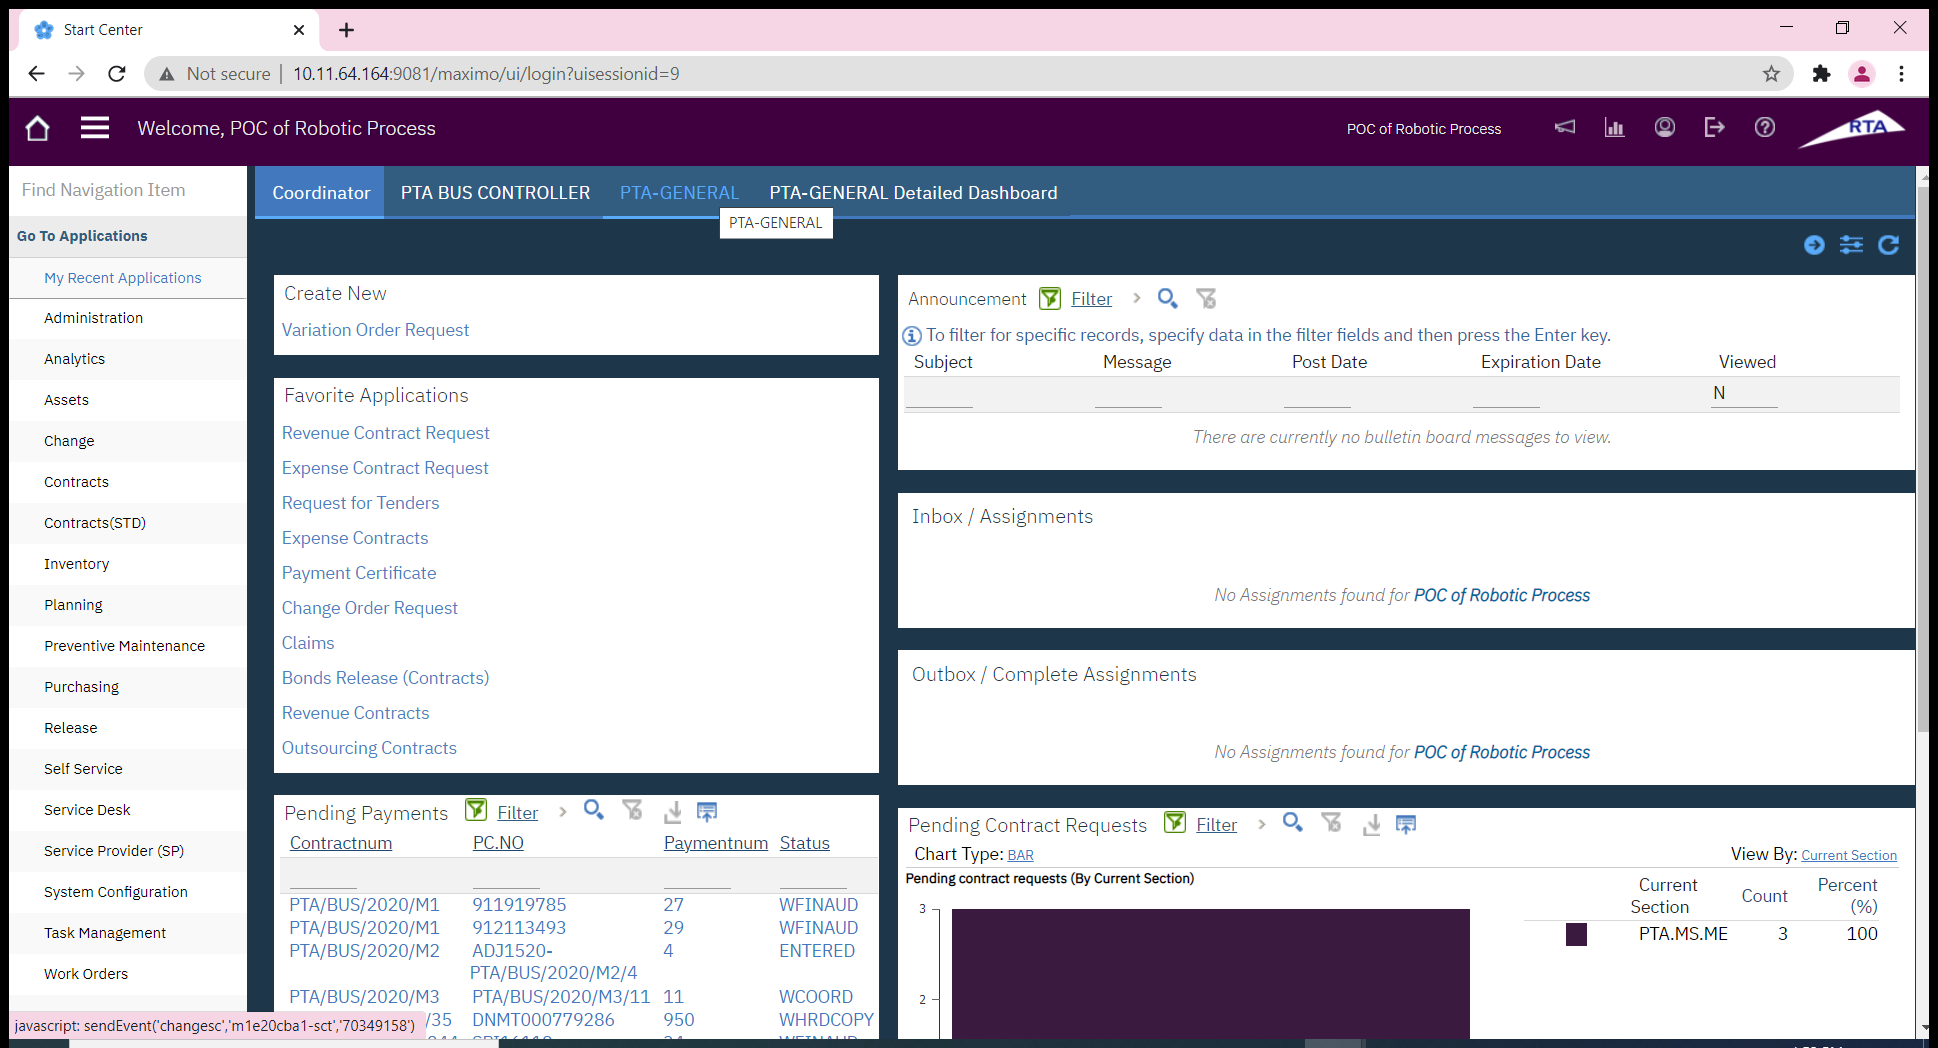 Start Center
Not secure
10.11.64.164:9081/maximo/ui/login?uisessionid=9
Welcome, POC of Robotic Process
POC of Robotic Process
RTA
Find Navigation Item
Go To Applications
My Recent Applications
Administration
Analytics
Assets
Change
Contracts
Contracts(STD)
Inventory
Planning
Preventive Maintenance
Purchasing
Release
Self Service
Service Desk
Service Provider (SP)
System Configuration
Task Management
Work Orders
javascript: sendEvent('changesc','m1e20cba1-sct','70349158')
Coordinator
PTA BUS CONTROLLER
PTA-GENERAL
PTA-GENERAL Detailed Dashboard
PTA-GENERAL
Create New
Variation Order Request
Favorite Applications
Revenue Contract Request
Expense Contract Request
Request for Tenders
Expense Contracts
Payment Certificate
Change Order Request
Claims
Bonds Release (Contracts)
Revenue Contracts
Outsourcing Contracts
Pending Payments Filter
Contractnum PC.NO Paymentnum Status
PTA/BUS/2020/M1 911919785 27 WFINAUD
PTA/BUS/2020/M1 912113493 29 WFINAUD
PTA/BUS/2020/M2 ADJ1520- 4 ENTERED
PTA/BUS/2020/M2/4
PTA/BUS/2020/M3 PTA/BUS/2020/M3/11 11 WCOORD
/35 DNMT000779286 950 WHRDCOPY
Announcement Filter
To filter for specific records, specify data in the filter fields and then press the Enter key.
Subject Message Post Date Expiration Date Viewed
N
There are currently no bulletin board messages to view.
Inbox / Assignments
No Assignments found for POC of Robotic Process
Outbox / Complete Assignments
No Assignments found for POC of Robotic Process
Pending Contract Requests Filter
Chart Type: BAR
View By: Current Section
Pending contract requests (By Current Section)
3
2
Current Section Count Percent (%)
PTA.MS.ME 3 100